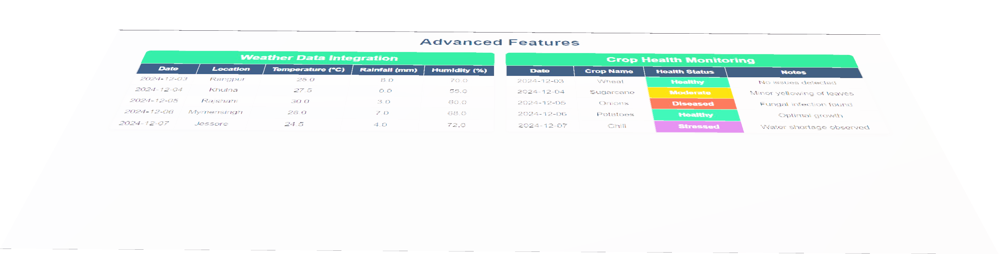 Advanced Features
Weather Data Integration
Date Location Temperature (°C) Rainfall (mm) Humidity (%)
2024-12-03 Rangpur 25.0 8.0 70.0
2024-12-04 Khulna 27.5 0.0 55.0
2024-12-05 Rajshahi 30.0 3.0 60.0
2024-12-06 Mymensingh 28.0 7.0 68.0
2024-12-07 Jessore 24.5 4.0 72.0
Crop Health Monitoring
Date Crop Name Health Status Notes
2024-12-03 Wheat Healthy No issues detected
2024-12-04 Sugarcane Moderate Minor yellowing of leaves
2024-12-05 Onions Diseased Fungal infection found
2024-12-06 Potatoes Healthy Optimal growth
2024-12-07 Chili Stressed Water shortage observed